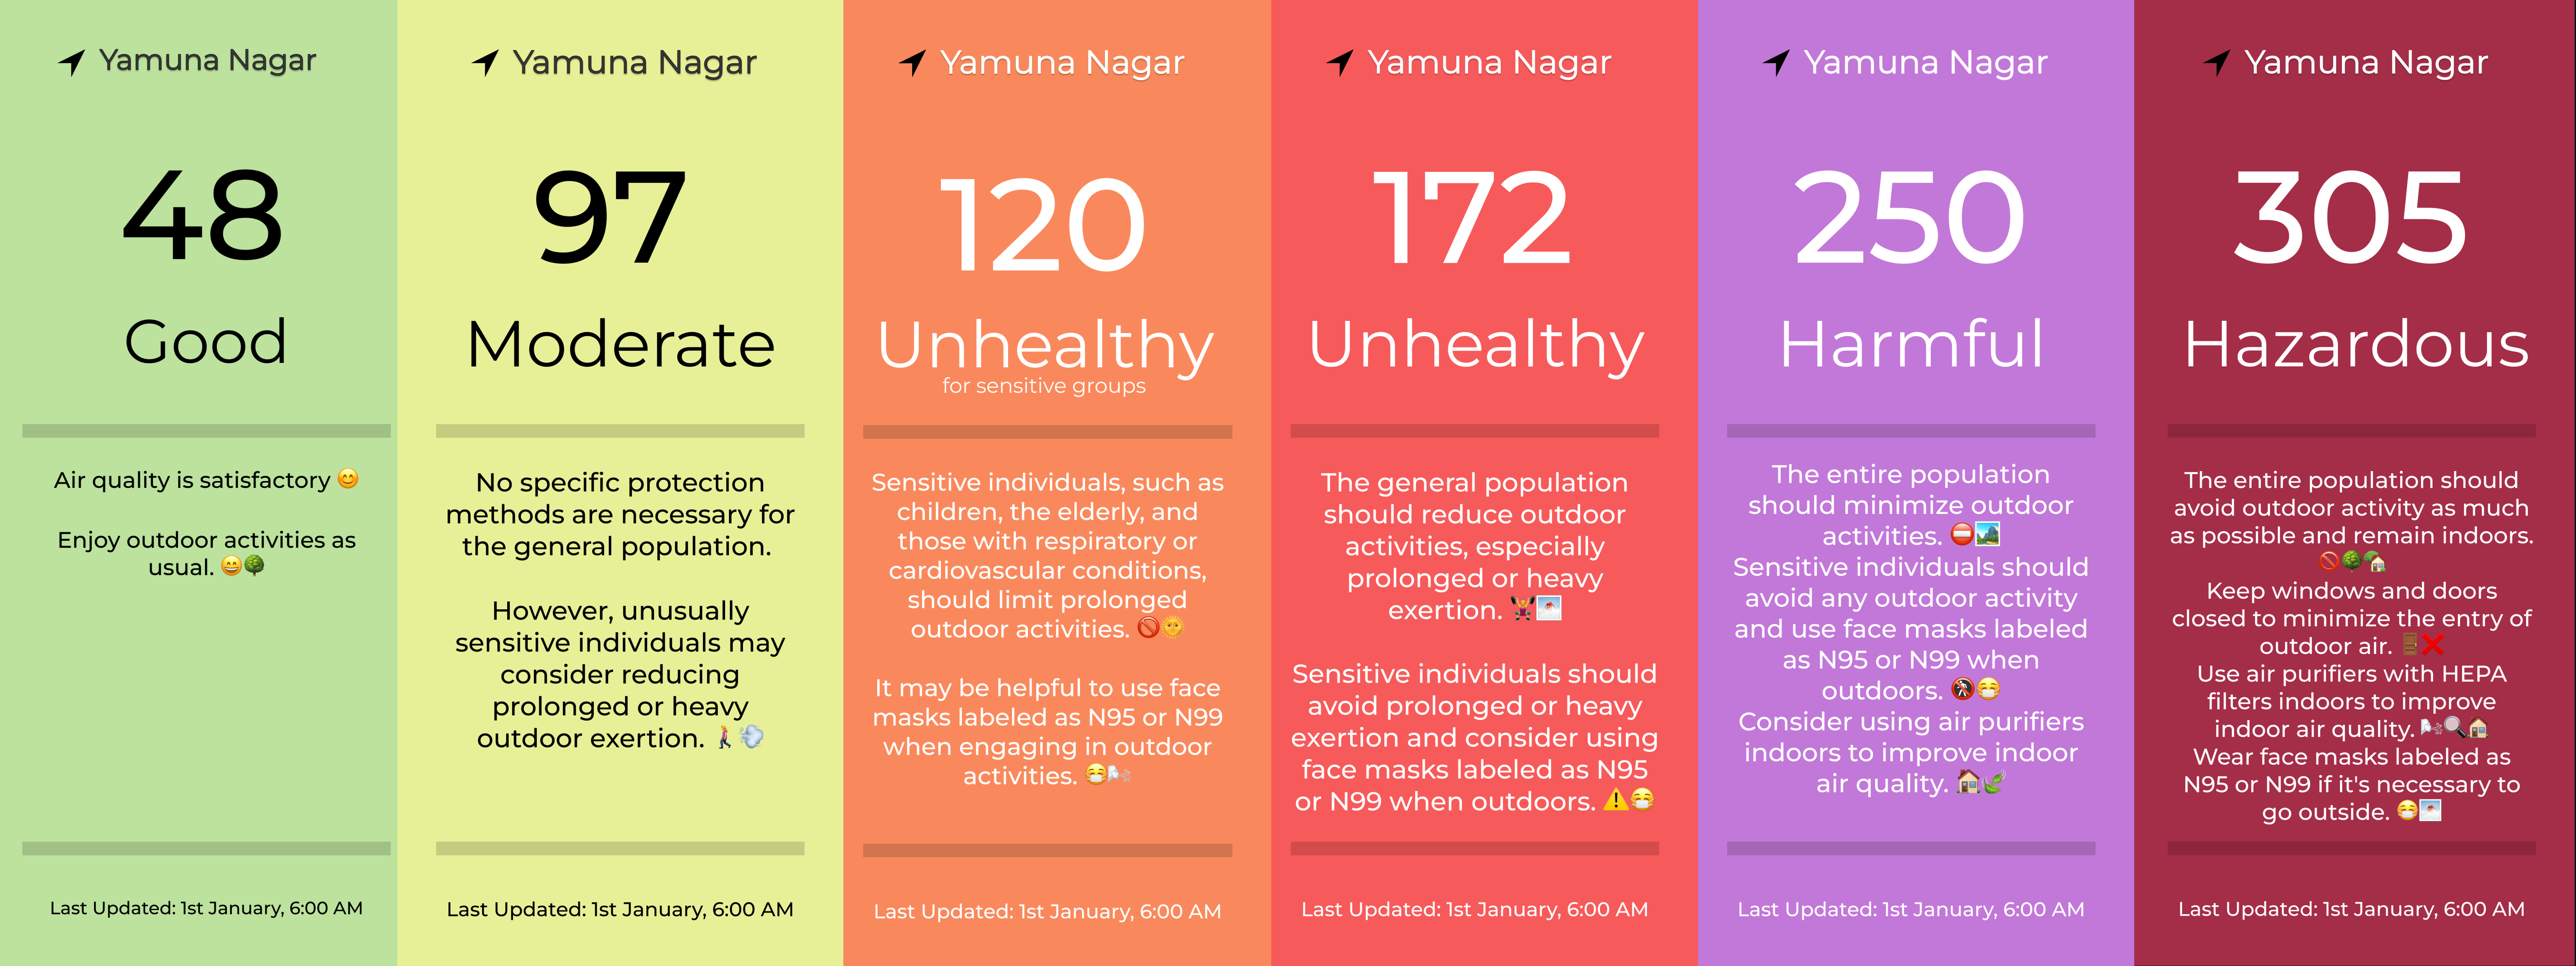 Yamuna Nagar
48
Good
Air quality is satisfactory 😊
Enjoy outdoor activities as
usual. 😄🌳
Last Updated: 1st January, 6:00 AM
Yamuna Nagar
97
Moderate
No specific protection
methods are necessary for
the general population.
However, unusually
sensitive individuals may
consider reducing
prolonged or heavy
outdoor exertion. 🚶‍♀️💨
Last Updated: 1st January, 6:00 AM
Yamuna Nagar
120
Unhealthy
for sensitive groups
Sensitive individuals, such as
children, the elderly, and
those with respiratory or
cardiovascular conditions,
should limit prolonged
outdoor activities. 🚫🌞
It may be helpful to use face
masks labeled as N95 or N99
when engaging in outdoor
activities. 😷🌬️
Last Updated: 1st January, 6:00 AM
Yamuna Nagar
172
Unhealthy
The general population
should reduce outdoor
activities, especially
prolonged or heavy
exertion. 🏋️‍♀️🌁
Sensitive individuals should
avoid prolonged or heavy
exertion and consider using
face masks labeled as N95
or N99 when outdoors. ⚠️😷
Last Updated: 1st January, 6:00 AM
Yamuna Nagar
250
Harmful
The entire population
should minimize outdoor
activities. ⛔🏞️
Sensitive individuals should
avoid any outdoor activity
and use face masks labeled
as N95 or N99 when
outdoors. 🚷😷
Consider using air purifiers
indoors to improve indoor
air quality. 🏠🌿
Last Updated: 1st January, 6:00 AM
Yamuna Nagar
305
Hazardous
The entire population should
avoid outdoor activity as much
as possible and remain indoors.
🚫🌳🏡
Keep windows and doors
closed to minimize the entry of
outdoor air. 🚪❌
Use air purifiers with HEPA
filters indoors to improve
indoor air quality. 🌬️🔍🏠
Wear face masks labeled as
N95 or N99 if it's necessary to
go outside. 😷🌁
Last Updated: 1st January, 6:00 AM